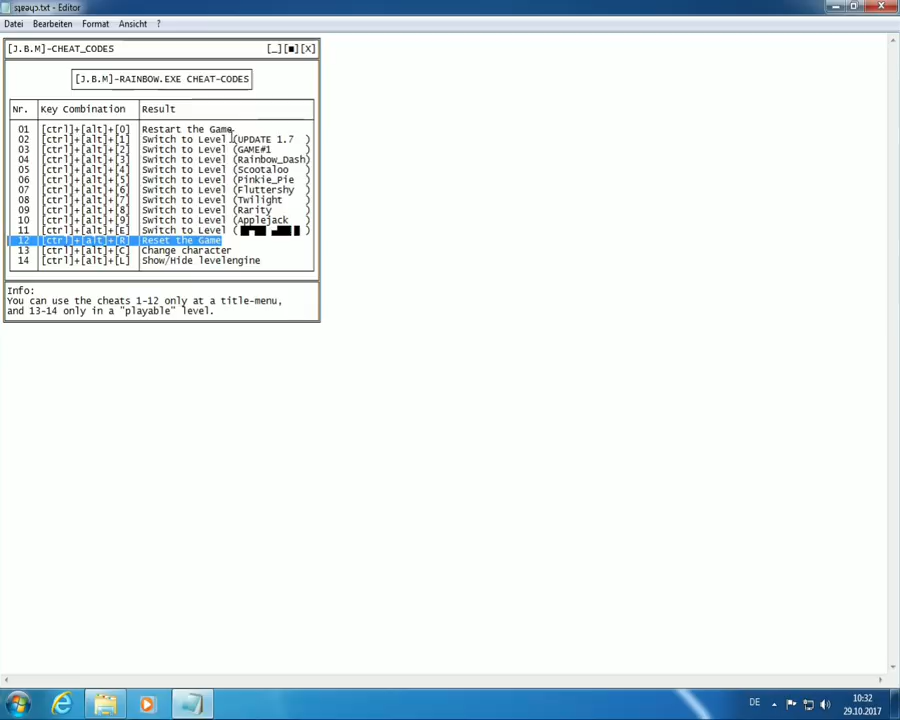 sʇɐǝɥɔ.txt - Editor
Datei Bearbeiten Format Ansicht ?
[J.B.M]-CHEAT_CODES [_][■][X]
[J.B.M]-RAINBOW.EXE CHEAT-CODES
Nr. Key Combination Result
01 [ctrl]+[alt]+[0] Restart the Game
02 [ctrl]+[alt]+[1] Switch to Level (UPDATE 1.7 )
03 [ctrl]+[alt]+[2] Switch to Level (GAME#1 )
04 [ctrl]+[alt]+[3] Switch to Level (Rainbow_Dash)
05 [ctrl]+[alt]+[4] Switch to Level (Scootaloo )
06 [ctrl]+[alt]+[5] Switch to Level (Pinkie_Pie )
07 [ctrl]+[alt]+[6] Switch to Level (Fluttershy )
08 [ctrl]+[alt]+[7] Switch to Level (Twilight )
09 [ctrl]+[alt]+[8] Switch to Level (Rarity )
10 [ctrl]+[alt]+[9] Switch to Level (Applejack )
11 [ctrl]+[alt]+[E] Switch to Level ( )
12 [ctrl]+[alt]+[R] Reset the Game
13 [ctrl]+[alt]+[C] Change character
14 [ctrl]+[alt]+[L] Show/Hide levelengine
Info:
You can use the cheats 1-12 only at a title-menu,
and 13-14 only in a "playable" level.
DE
10:32
29.10.2017